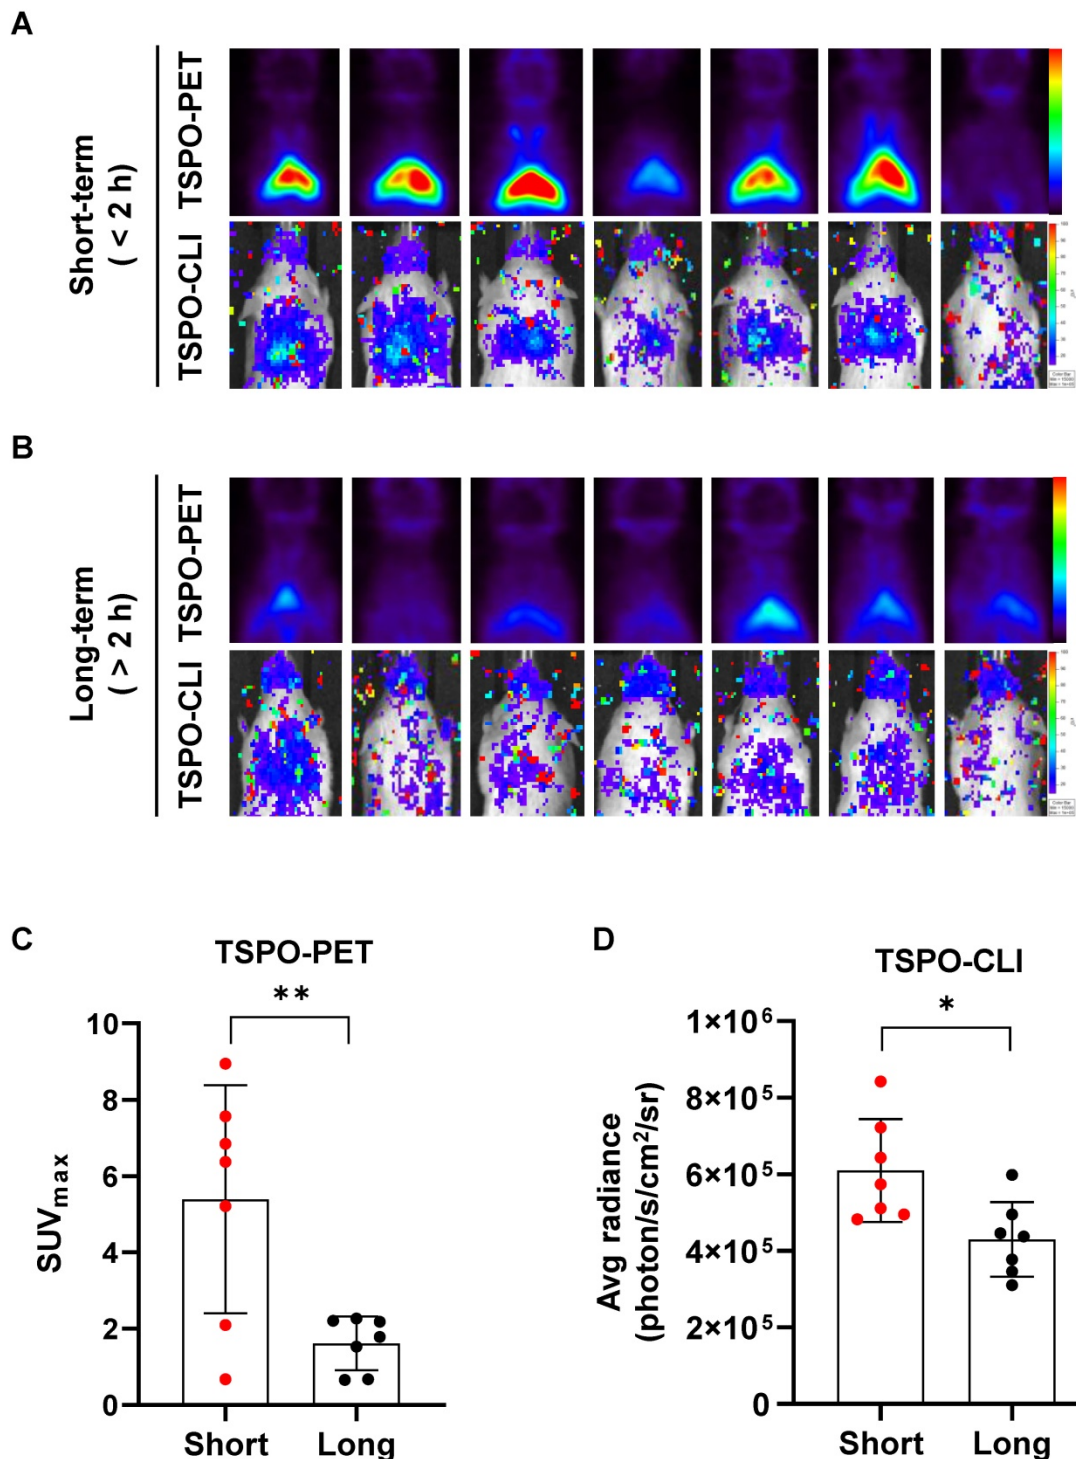 A
Short-term
( < 2 h)
TSPO-PET
TSPO-CLI
B
Long-term
( > 2 h)
TSPO-PET
TSPO-CLI
C
TSPO-PET
**
10
8
6
4
2
0
SUVmax
Short
Long
D
TSPO-CLI
*
1×10⁶
8×10⁵
6×10⁵
4×10⁵
2×10⁵
0
Avg radiance
(photon/s/cm²/sr)
Short
Long